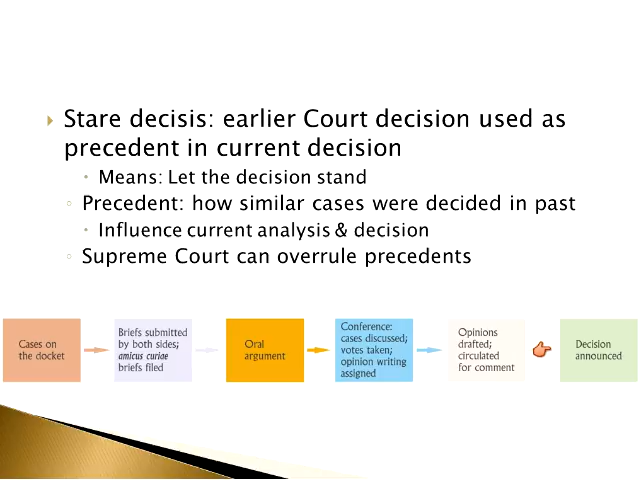 Stare decisis: earlier Court decision used as
precedent in current decision
Means: Let the decision stand
Precedent: how similar cases were decided in past
Influence current analysis & decision
Supreme Court can overrule precedents
Cases on
the docket
Briefs submitted
by both sides;
amicus curiae
briefs filed
Oral
argument
Conference:
cases discussed;
votes taken;
opinion writing
assigned
Opinions
drafted;
circulated
for comment
Decision
announced